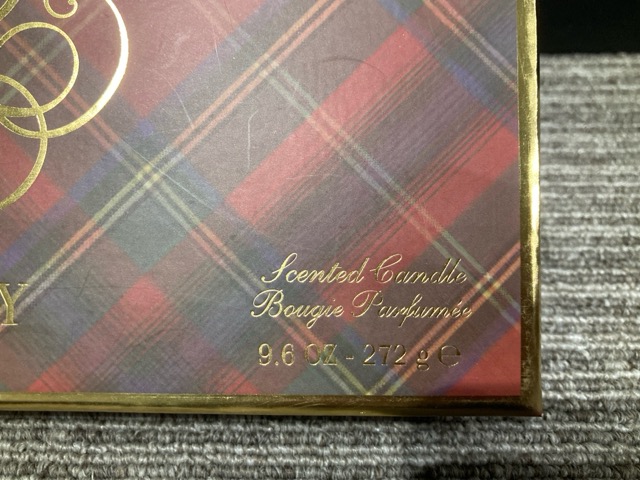 Y
Scented Candle
Bougie Parfumée
9.6 OZ - 272 g ℮